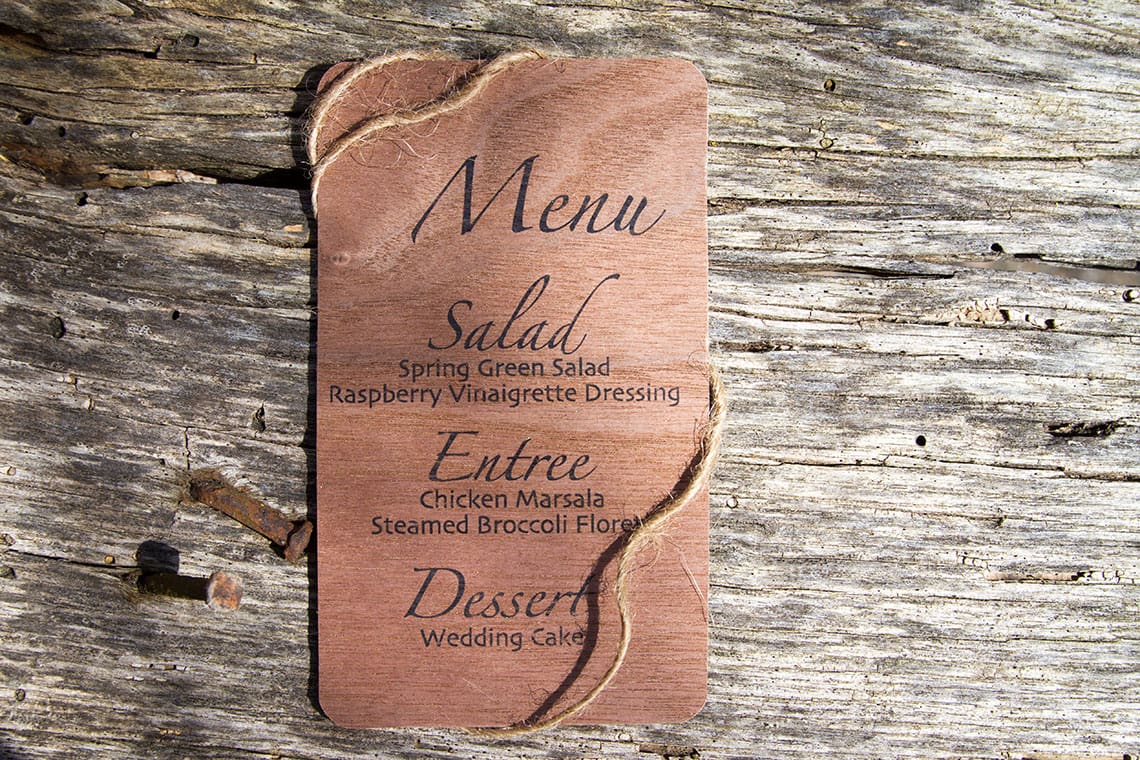 Menu
Salad
Spring Green Salad
Raspberry Vinaigrette Dressing
Entree
Chicken Marsala
Steamed Broccoli
Dessert
Wedding Cake